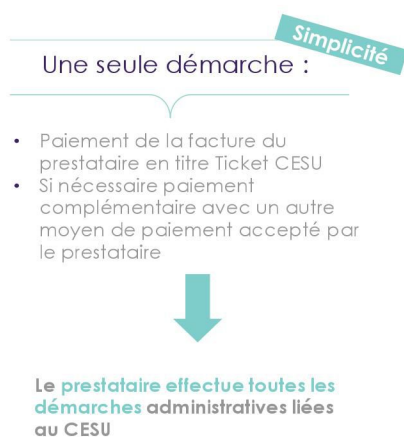 Simplicité
Une seule démarche :
• Paiement de la facture du
prestataire en titre Ticket CESU
• Si nécessaire paiement
complémentaire avec un autre
moyen de paiement accepté par
le prestataire
Le prestataire effectue toutes les
démarches administratives liées
au CESU